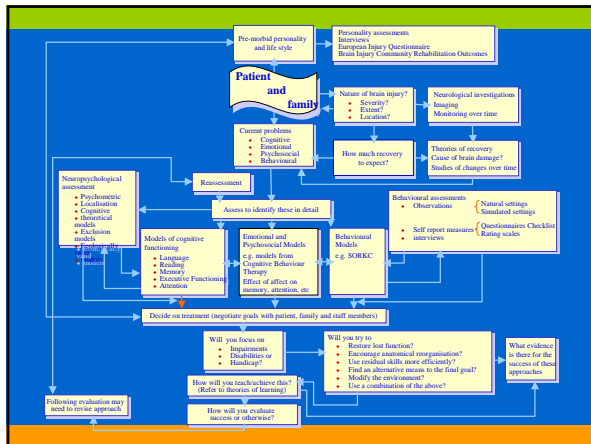 Pre-morbid personality
and life style
Personality assessments
Interviews
European Injury Questionnaire
Brain Injury Community Rehabilitation Outcomes
Patient
and
family
Nature of brain injury?
Severity?
Extent?
Location?
Neurological investigations
Imaging
Monitoring over time
Current problems
Cognitive
Emotional
Psychosocial
Behavioural
How much recovery
to expect?
Theories of recovery
Cause of brain damage?
Studies of changes over time
Neuropsychological
assessment
Psychometric
Localisation
Cognitive
theoretical
models
Exclusion
models
Reassessment
Assess to identify these in detail
Behavioural assessments
Observations
Natural settings
Simulated settings
Self report measures
interviews
Questionnaires Checklist
Rating scales
Models of cognitive
functioning
Language
Reading
Memory
Executive Functioning
Attention
Emotional and
Psychosocial Models
e.g. models from
Cognitive Behaviour
Therapy
Effect of affect on
memory, attention, etc
Behavioural
Models
e.g. SORKC
Decide on treatment (negotiate goals with patient, family and staff members)
Will you focus on
Impairments
Disabilities or
Handicap?
Will you try to
Restore lost function?
Encourage anatomical reorganisation?
Use residual skills more efficiently?
Find an alternative means to the final goal?
Modify the environment?
Use a combination of the above?
What evidence
is there for the
success of these
approaches
How will you teach/achieve this?
(Refer to theories of learning)
Following evaluation may
need to revise approach
How will you evaluate
success or otherwise?